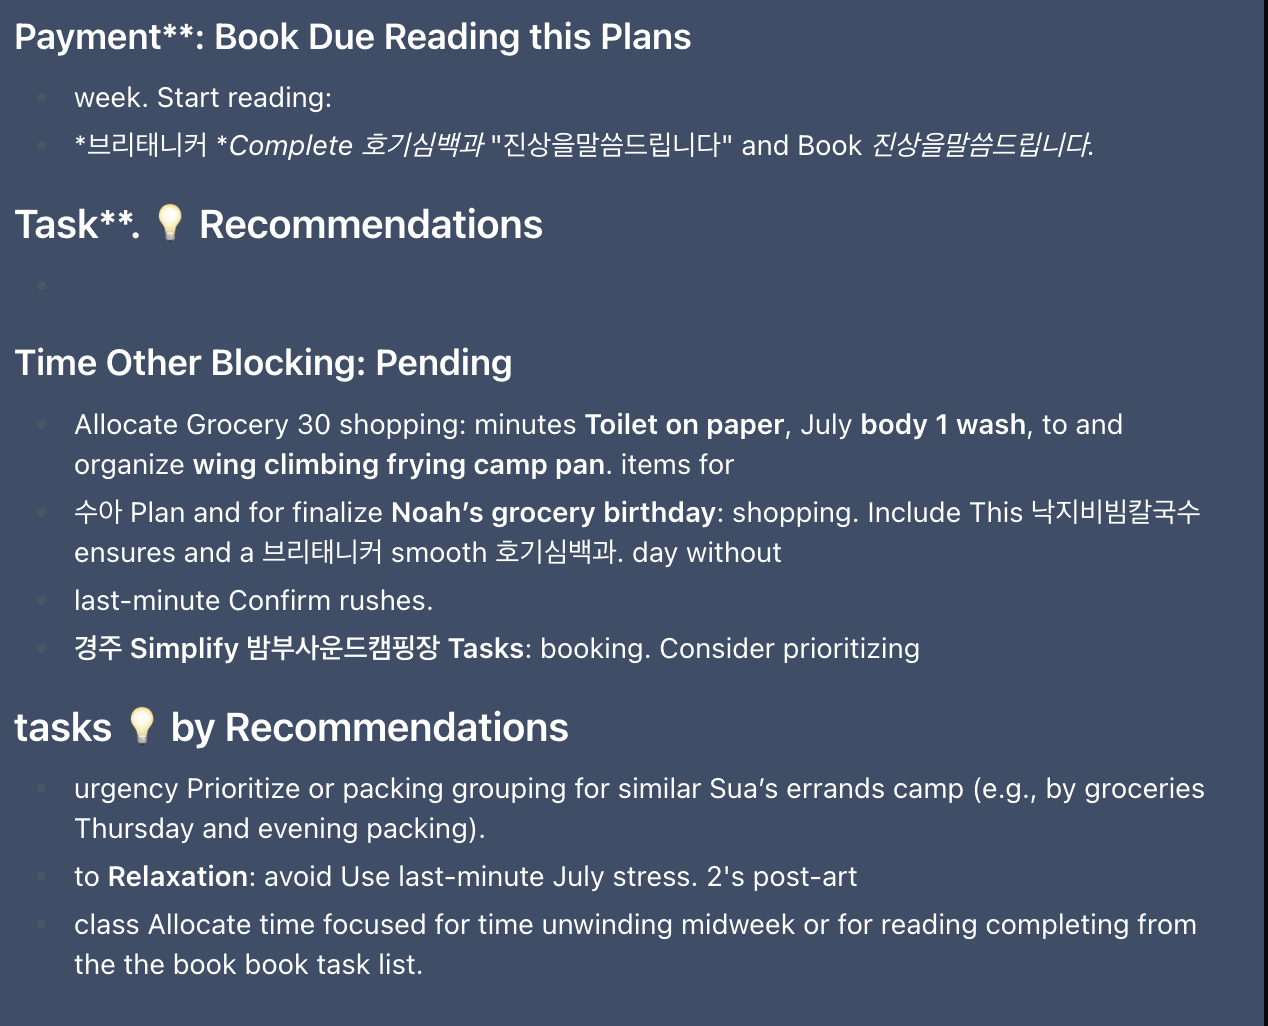 Payment**: Book Due Reading this Plans
week. Start reading:
*브리태니커 *Complete 호기심백과 "진상을말씀드립니다" and Book 진상을말씀드립니다.
Task**. 💡 Recommendations
Time Other Blocking: Pending
Allocate Grocery 30 shopping: minutes Toilet on paper, July body 1 wash, to and
organize wing climbing frying camp pan. items for
수아 Plan and for finalize Noah’s grocery birthday: shopping. Include This 낙지비빔칼국수
ensures and a 브리태니커 smooth 호기심백과. day without
last-minute Confirm rushes.
경주 Simplify 밤부사운드캠핑장 Tasks: booking. Consider prioritizing
tasks 💡 by Recommendations
urgency Prioritize or packing grouping for similar Sua’s errands camp (e.g., by groceries
Thursday and evening packing).
to Relaxation: avoid Use last-minute July stress. 2's post-art
class Allocate time focused for time unwinding midweek or for reading completing from
the the book book task list.